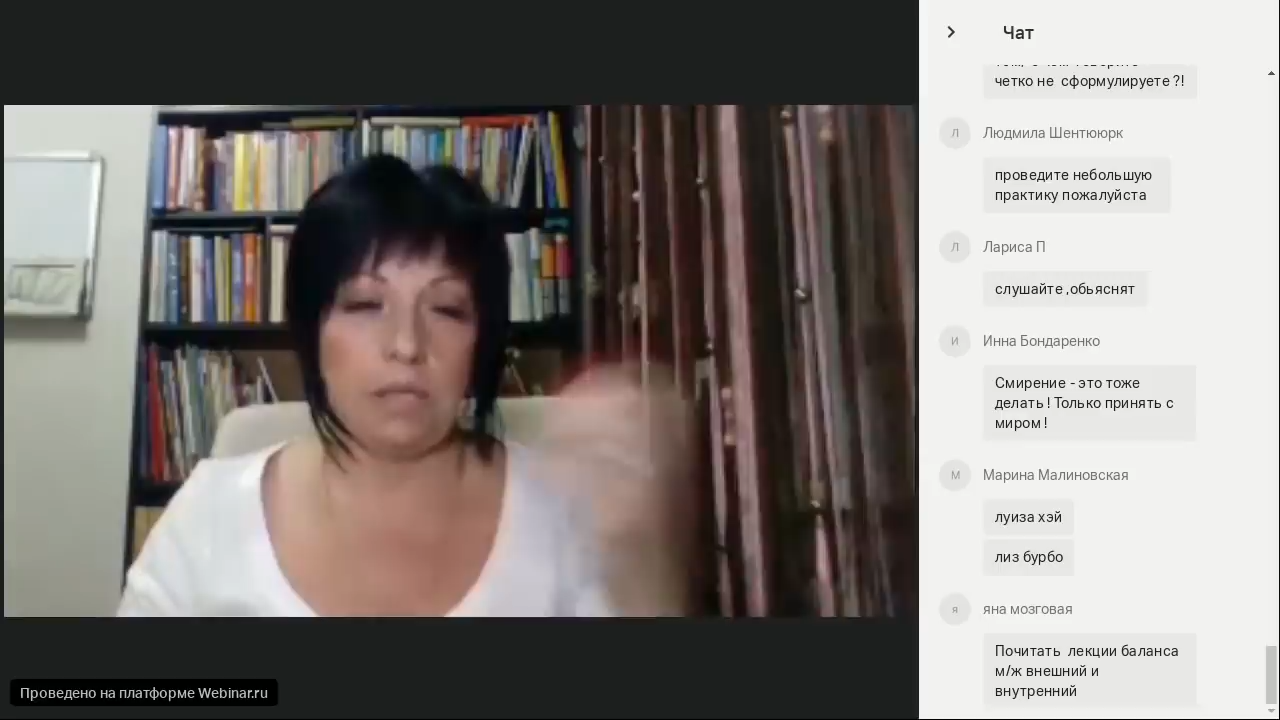 Чат
четко не сформулируете ?!
Людмила Шентююрк
проведите небольшую
практику пожалуйста
Лариса П
слушайте ,обьяснят
Инна Бондаренко
Смирение - это тоже
делать ! Только принять с
миром !
Марина Малиновская
луиза хэй
лиз бурбо
яна мозговая
Почитать лекции баланса
м/ж внешний и
внутренний
Проведено на платформе Webinar.ru